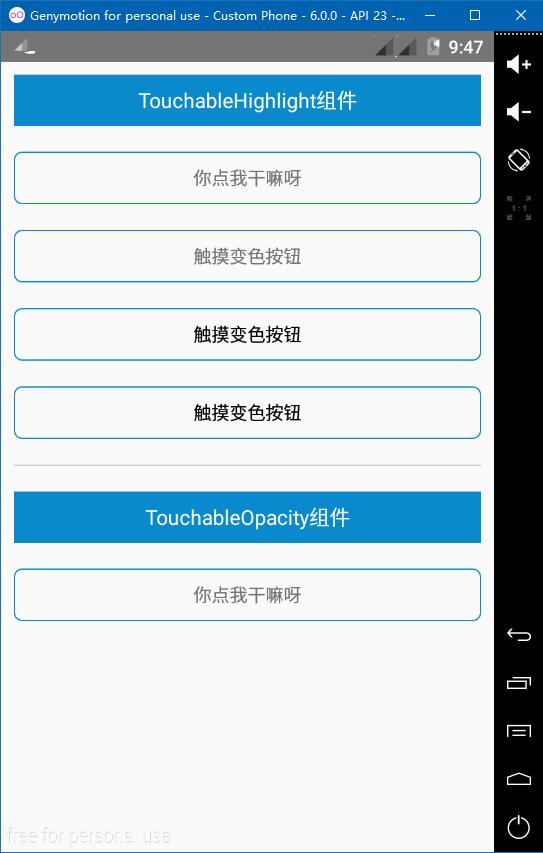 Genymotion for personal use - Custom Phone - 6.0.0 - API 23 -...
9:47
TouchableHighlight组件
你点我干嘛呀
触摸变色按钮
触摸变色按钮
触摸变色按钮
TouchableOpacity组件
你点我干嘛呀
free for personal use
1:1